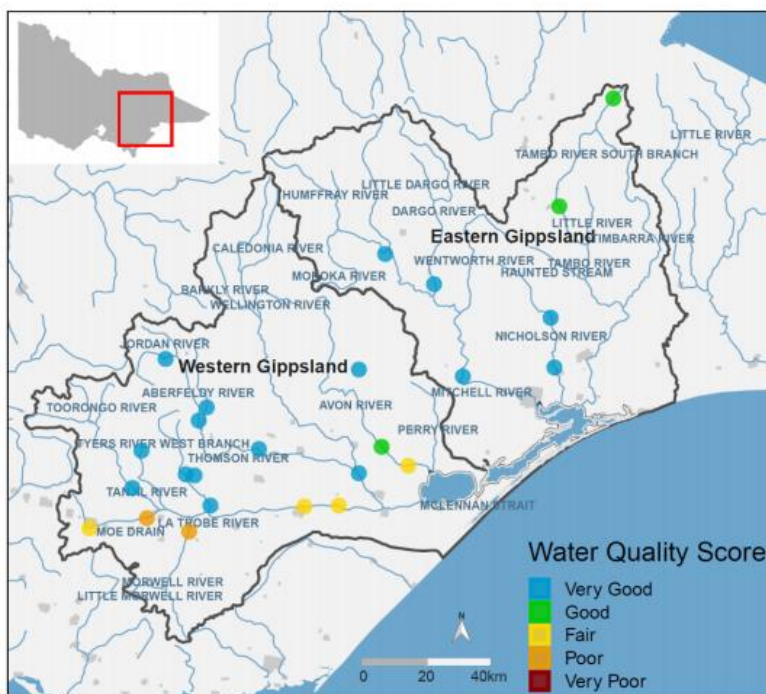 LITTLE RIVER
TAMBO RIVER SOUTH BRANCH
LITTLE DARGO RIVER
HUMFFRAY RIVER
DARGO RIVER
LITTLE RIVER
Eastern Gippsland
TIMBARRA RIVER
CALEDONIA RIVER
WENTWORTH RIVER
TAMBO RIVER
MOROKA RIVER
HAUNTED STREAM
BARKLY RIVER
WELLINGTON RIVER
NICHOLSON RIVER
JORDAN RIVER
Western Gippsland
ABERFELDY RIVER
MITCHELL RIVER
TOORONGO RIVER
AVON RIVER
PERRY RIVER
TYERS RIVER WEST BRANCH
THOMSON RIVER
TANJIL RIVER
MCLENNAN STRAIT
LA TROBE RIVER
MOE DRAIN
MORWELL RIVER
LITTLE MORWELL RIVER
Water Quality Score
Very Good
Good
Fair
Poor
Very Poor
N
0 20 40km